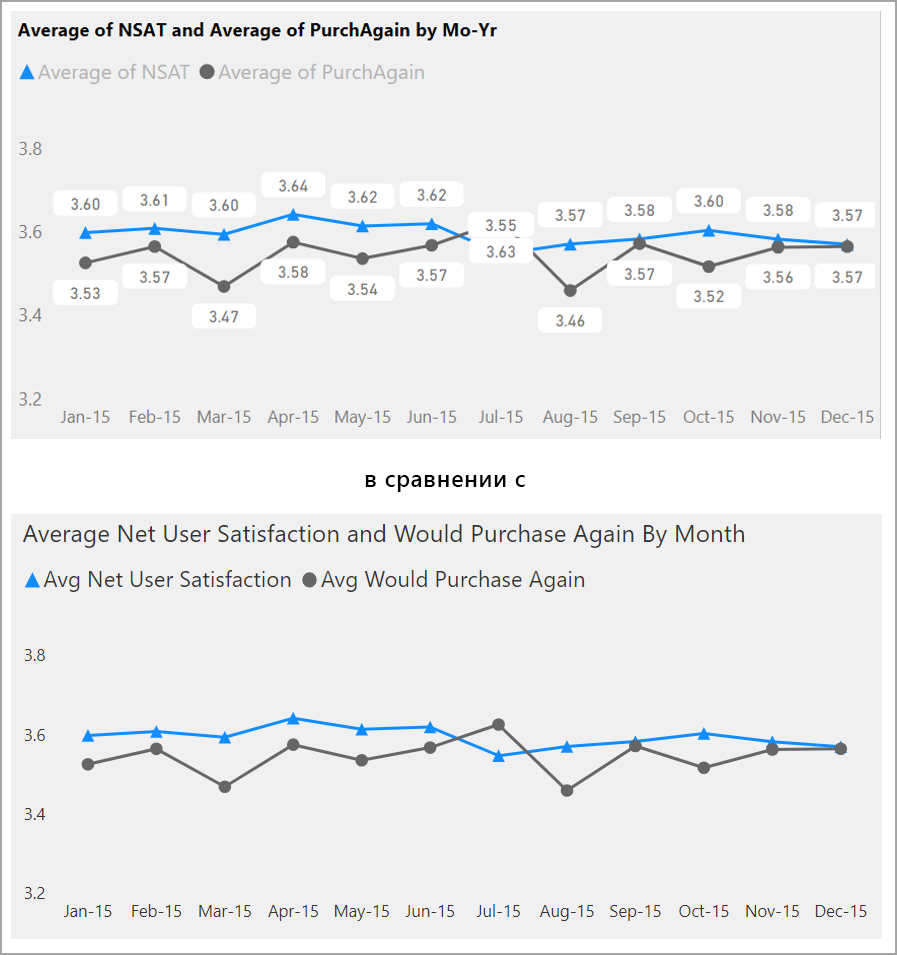 Average of NSAT and Average of PurchAgain by Mo-Yr
Average of NSAT Average of PurchAgain
3.8
3.64
3.60 3.61 3.60 3.62 3.62 3.55 3.57 3.58 3.60 3.58 3.57
3.6
3.63
3.53 3.57 3.47 3.58 3.54 3.57 3.46 3.57 3.52 3.56 3.57
3.4
3.2
Jan-15 Feb-15 Mar-15 Apr-15 May-15 Jun-15 Jul-15 Aug-15 Sep-15 Oct-15 Nov-15 Dec-15
в сравнении с
Average Net User Satisfaction and Would Purchase Again By Month
Avg Net User Satisfaction Avg Would Purchase Again
3.8
3.6
3.4
3.2
Jan-15 Feb-15 Mar-15 Apr-15 May-15 Jun-15 Jul-15 Aug-15 Sep-15 Oct-15 Nov-15 Dec-15